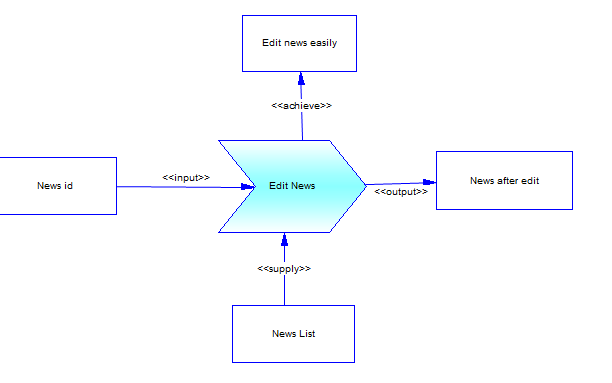 Edit news easily
<<achieve>>
News id
<<input>>
Edit News
<<output>>
News after edit
<<supply>>
News List